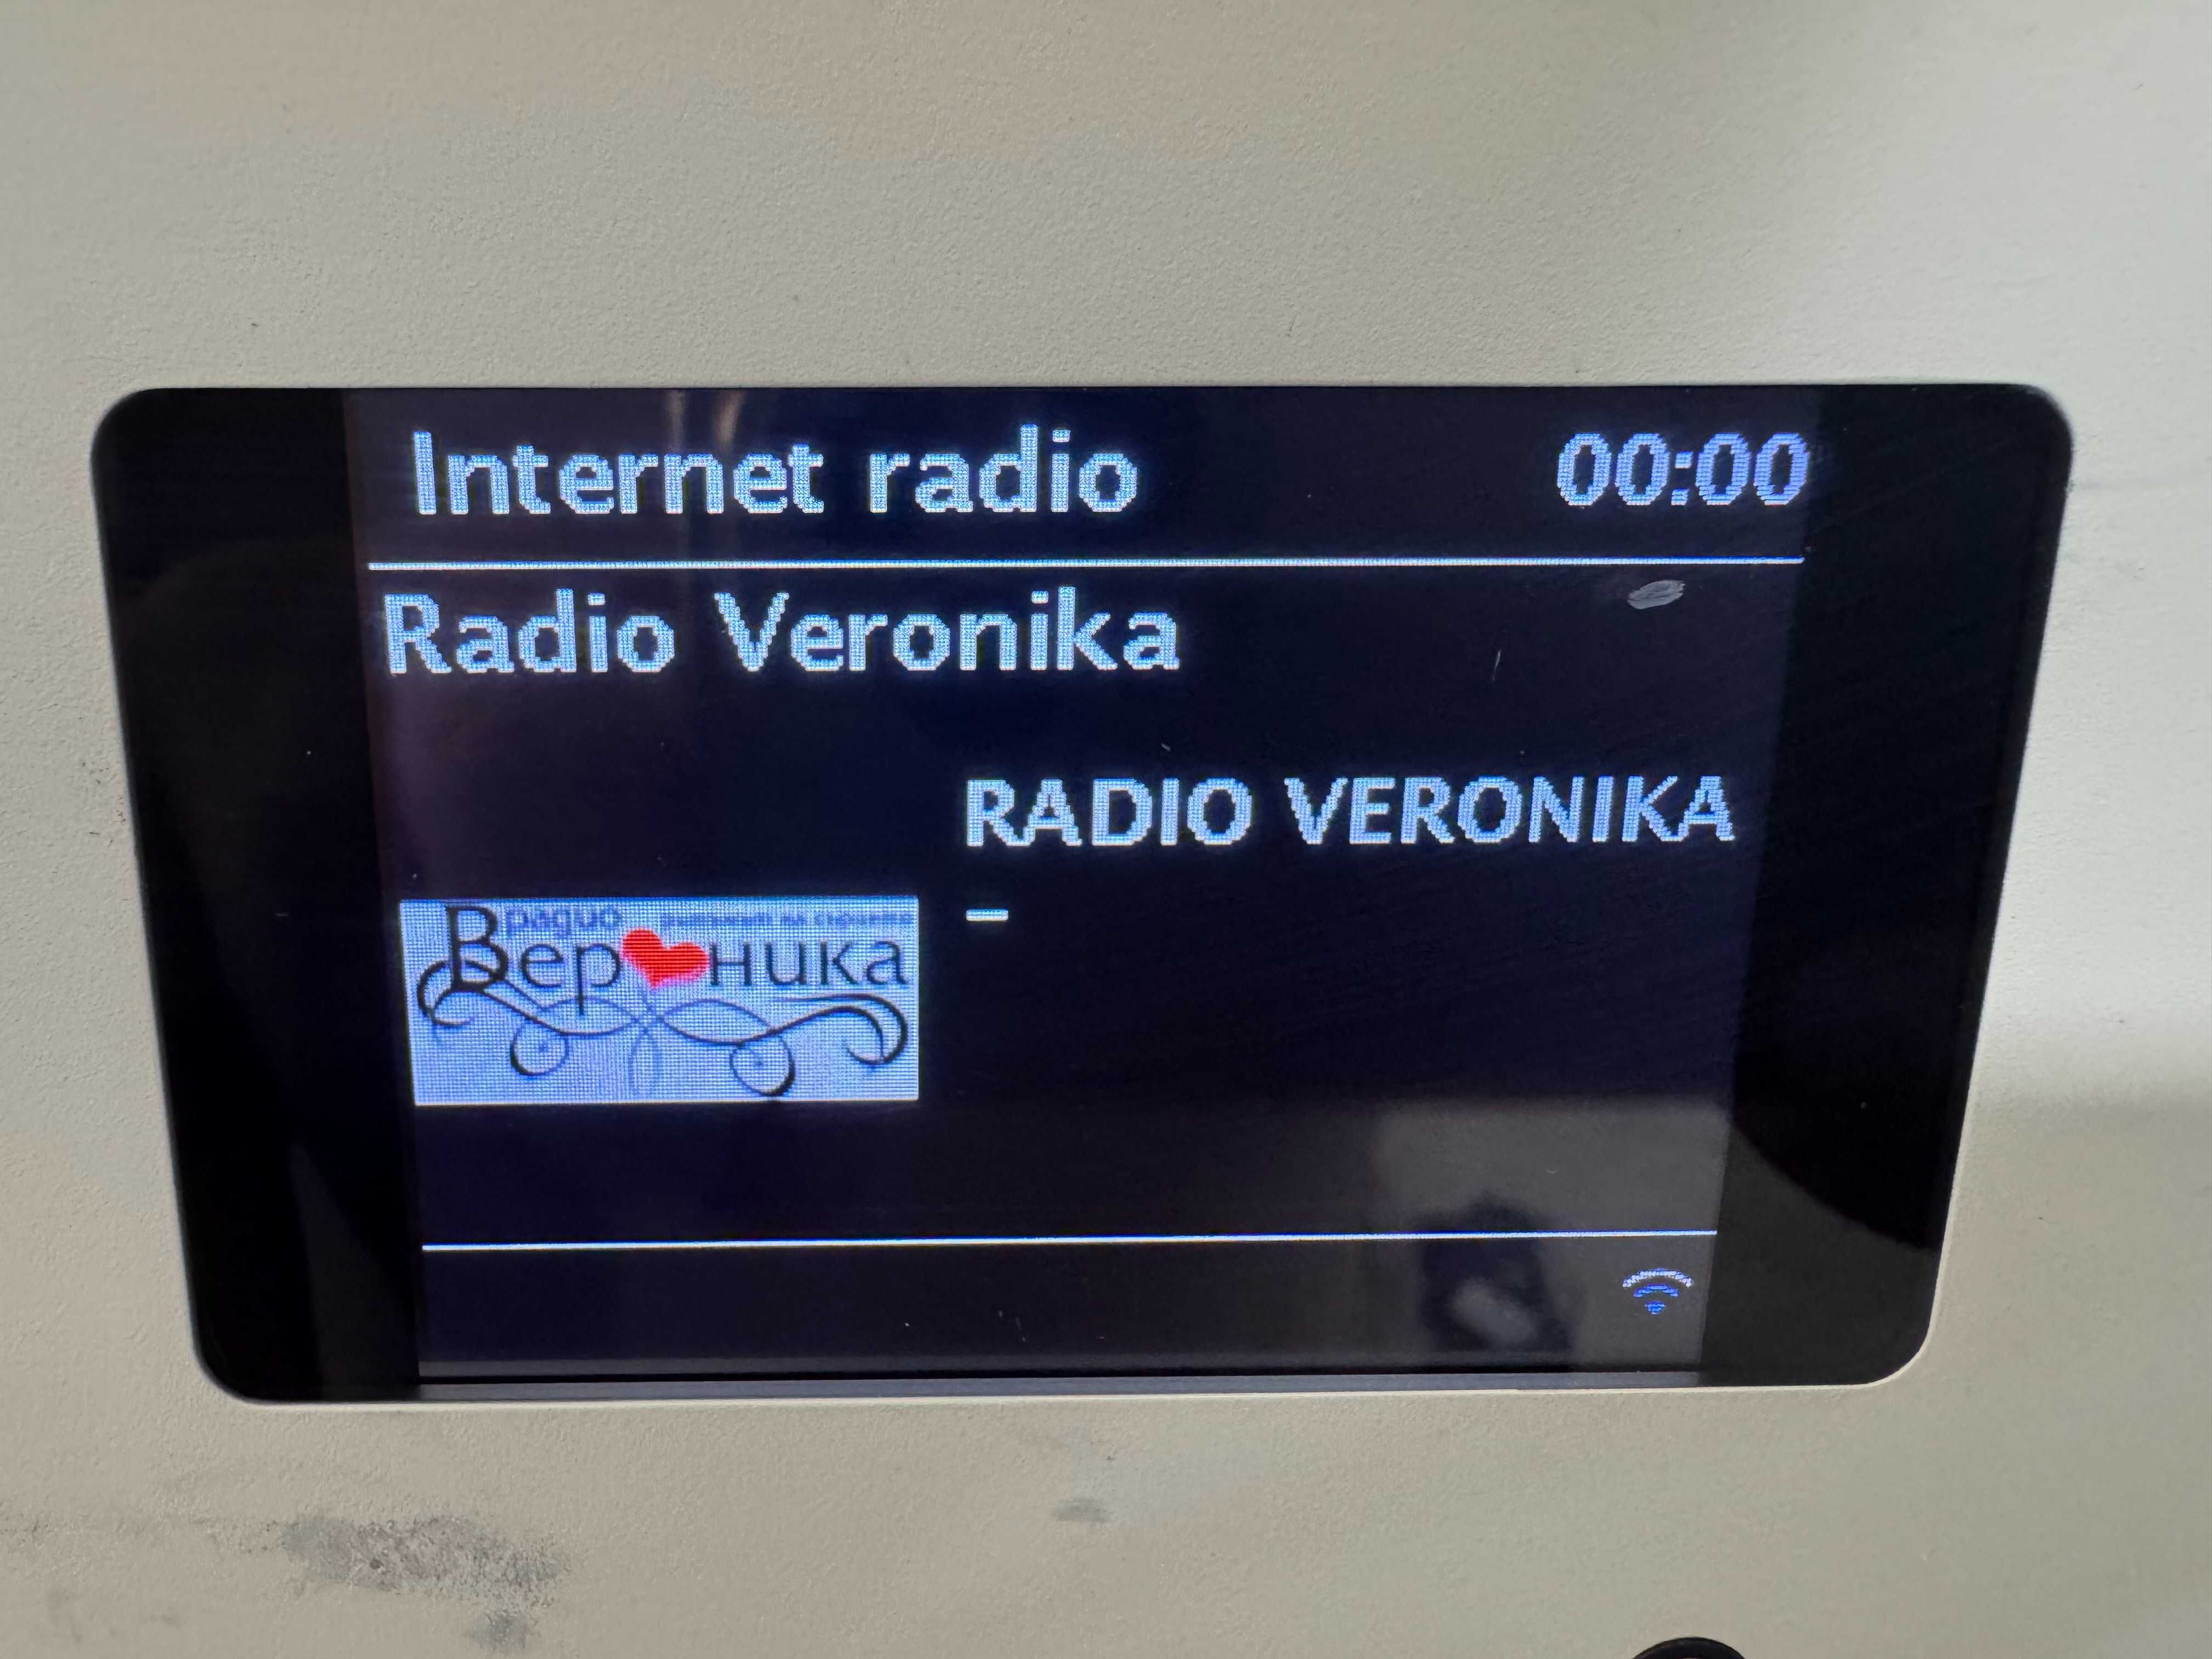 Internet radio 00:00
Radio Veronika
RADIO VERONIKA
–
радио
Вер❤ника